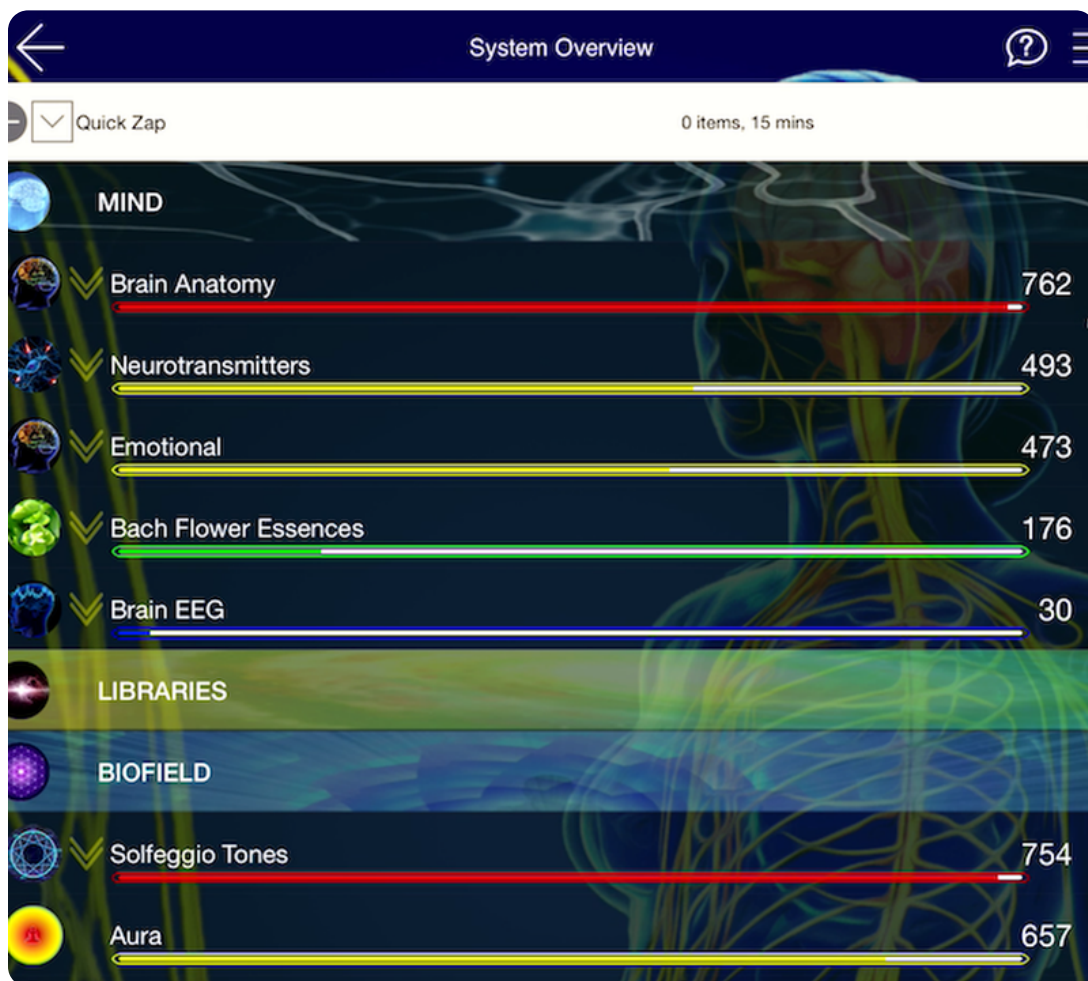 System Overview
Quick Zap 0 items, 15 mins
MIND
Brain Anatomy 762
Neurotransmitters 493
Emotional 473
Bach Flower Essences 176
Brain EEG 30
LIBRARIES
BIOFIELD
Solfeggio Tones 754
Aura 657